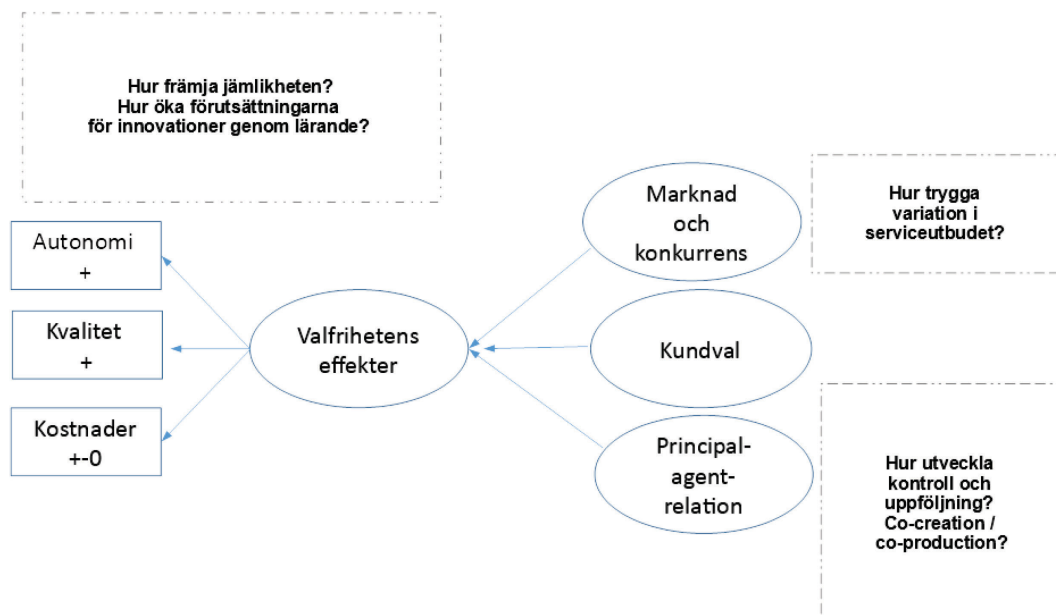 Hur främja jämlikheten?
Hur öka förutsättningarna
för innovationer genom lärande?
Marknad
och
konkurrens
Hur trygga
variation i
serviceutbudet?
Autonomi
+
Kvalitet
+
Kostnader
+-0
Valfrihetens
effekter
Kundval
Principal-
agent-
relation
Hur utveckla
kontroll och
uppföljning?
Co-creation /
co-production?